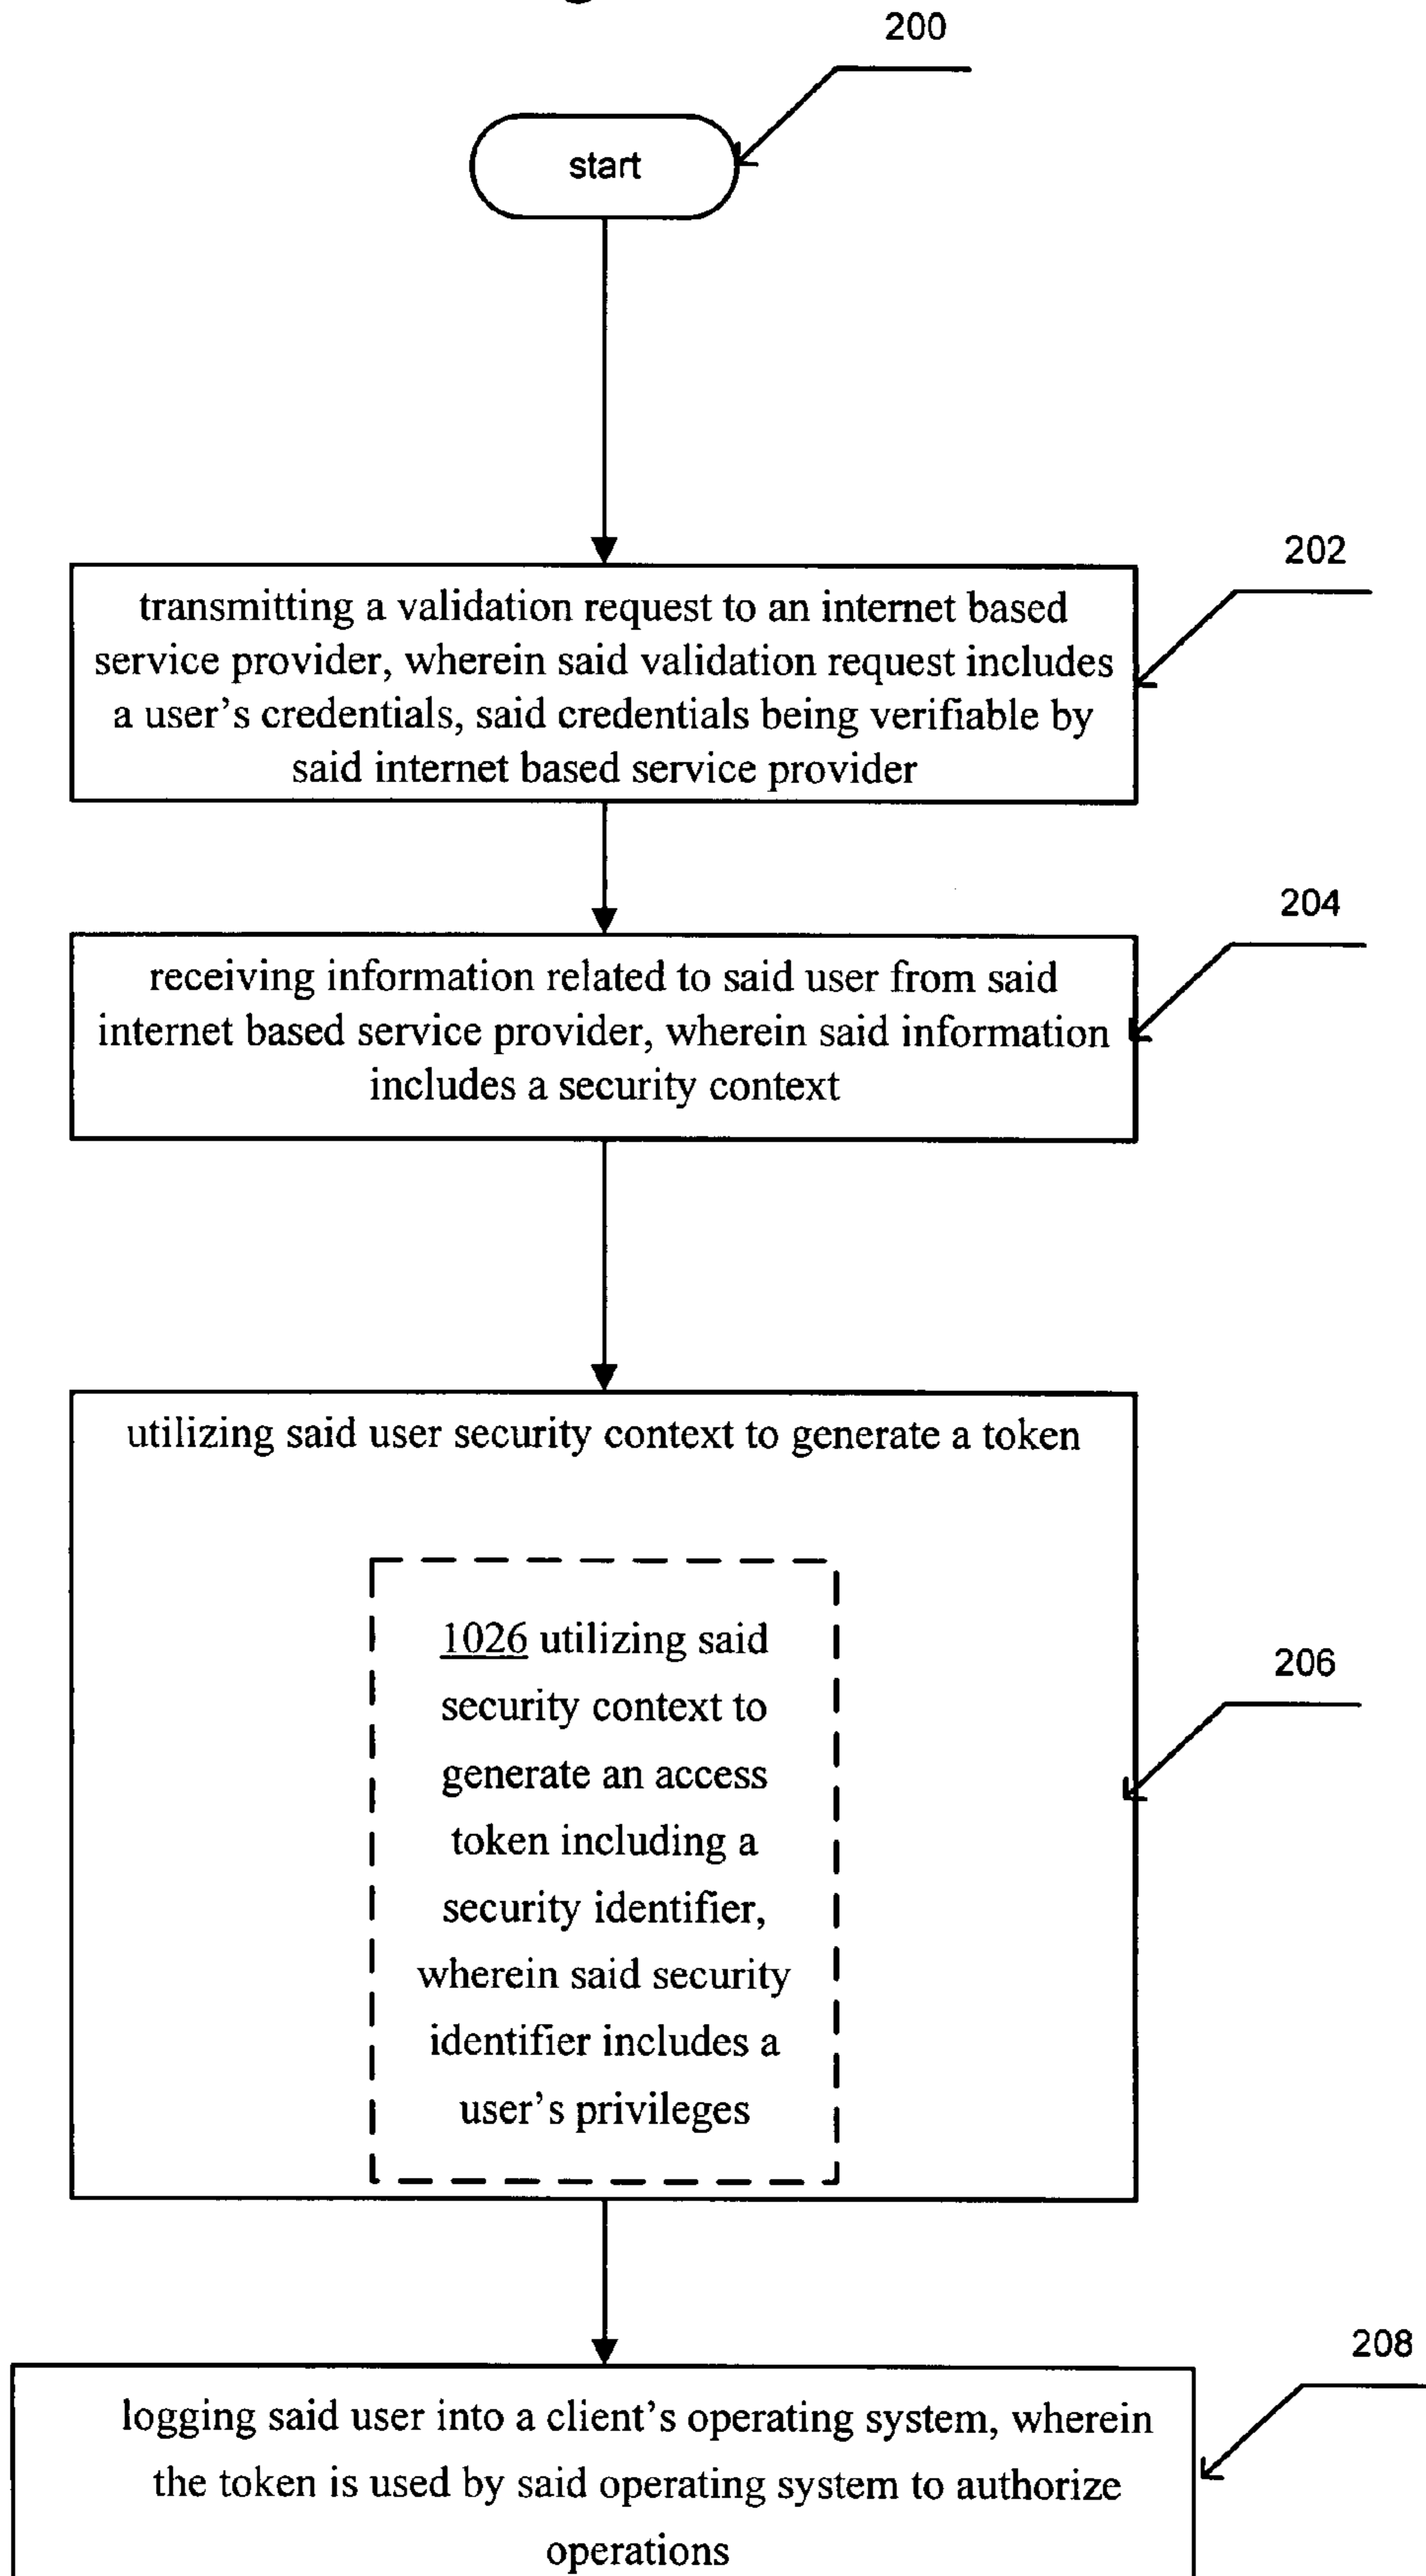 200
start
202
transmitting a validation request to an internet based
service provider, wherein said validation request includes
a user's credentials, said credentials being verifiable by
said internet based service provider
204
receiving information related to said user from said
internet based service provider, wherein said information
includes a security context
utilizing said user security context to generate a token
1026 utilizing said
security context to
generate an access
token including a
security identifier,
wherein said security
identifier includes a
user's privileges
206
208
logging said user into a client's operating system, wherein
the token is used by said operating system to authorize
operations